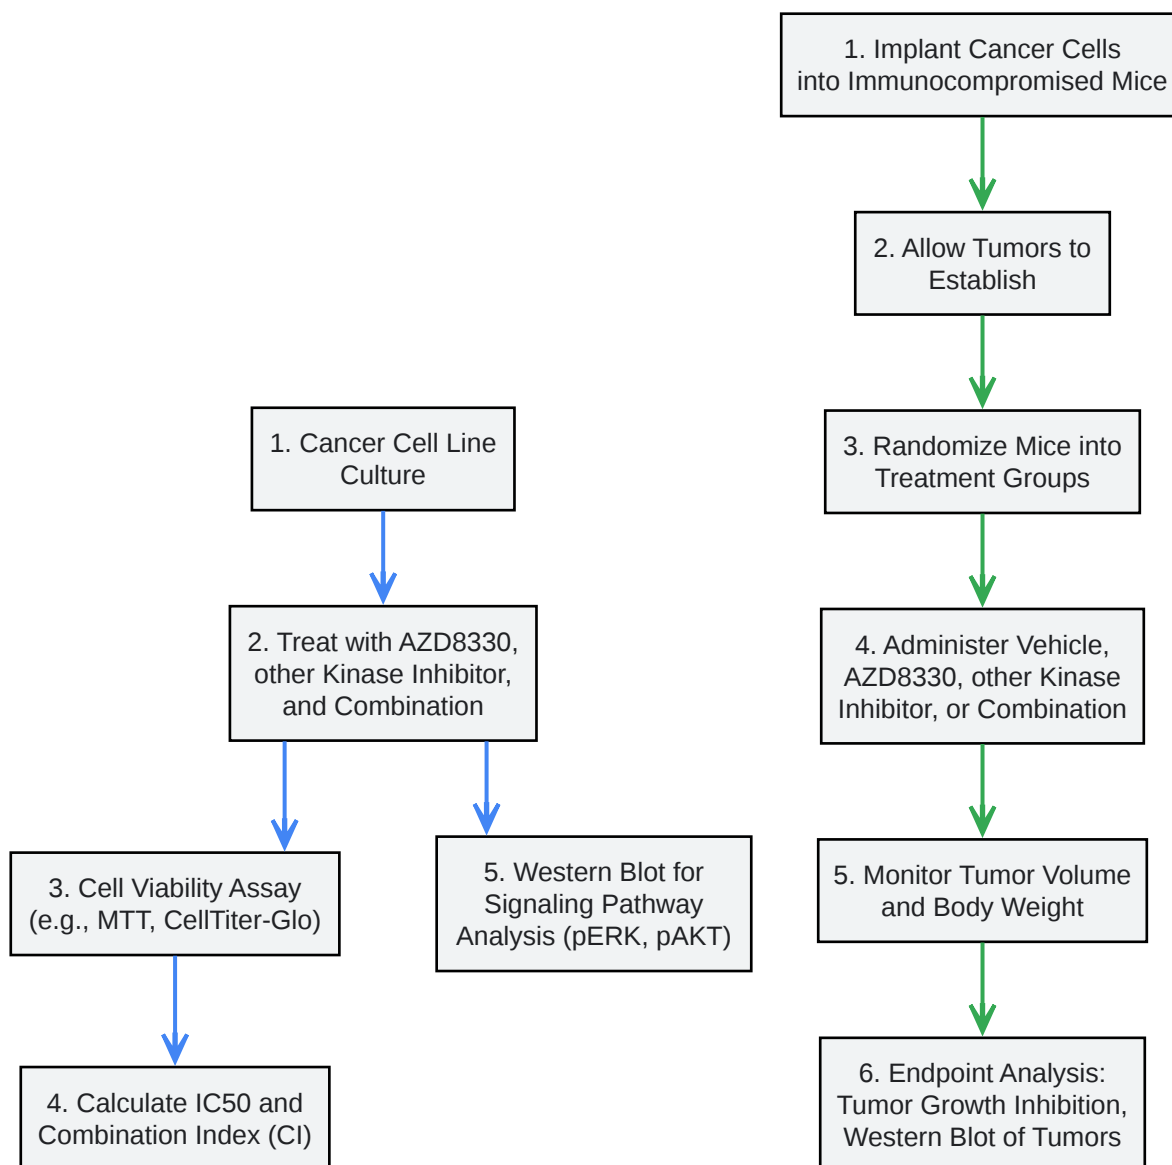 1. Implant Cancer Cells
into Immunocompromised Mice
2. Allow Tumors to
Establish
3. Randomize Mice into
Treatment Groups
4. Administer Vehicle,
AZD8330, other Kinase
Inhibitor, or Combination
5. Monitor Tumor Volume
and Body Weight
6. Endpoint Analysis:
Tumor Growth Inhibition,
Western Blot of Tumors
1. Cancer Cell Line
Culture
2. Treat with AZD8330,
other Kinase Inhibitor,
and Combination
3. Cell Viability Assay
(e.g., MTT, CellTiter-Glo)
4. Calculate IC50 and
Combination Index (CI)
5. Western Blot for
Signaling Pathway
Analysis (pERK, pAKT)